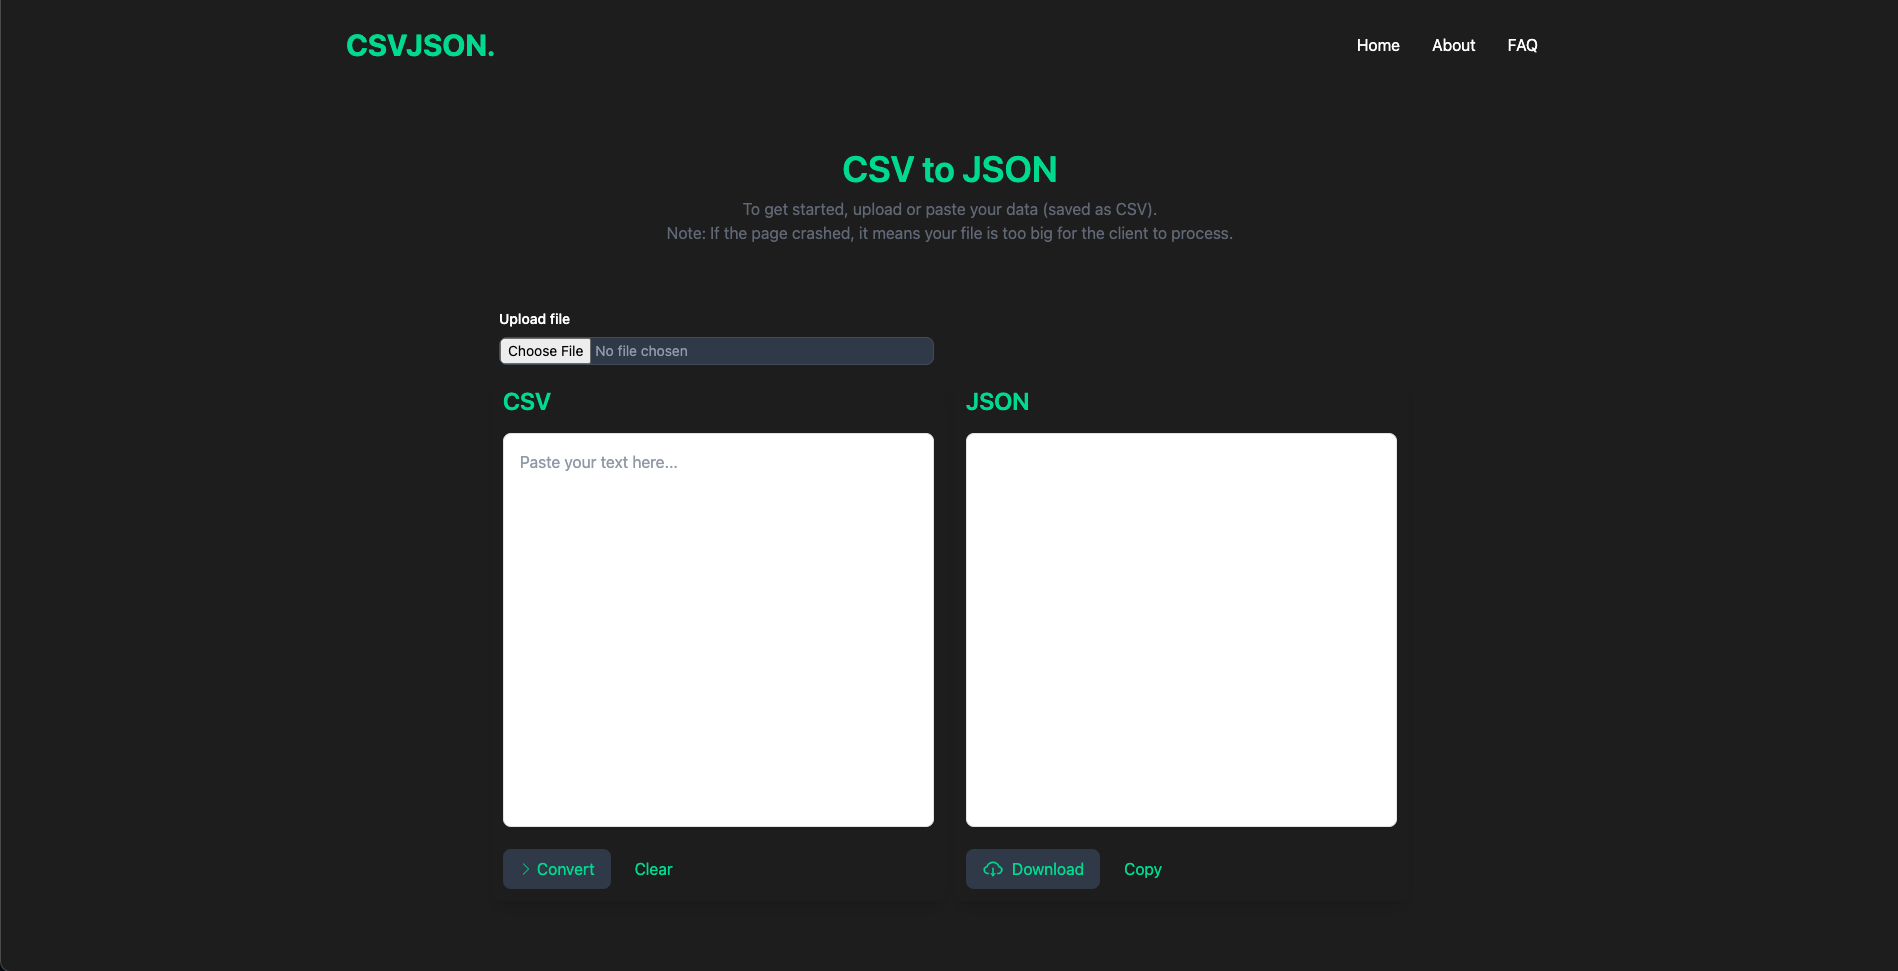 CSVJSON.
Home About FAQ
CSV to JSON
To get started, upload or paste your data (saved as CSV).
Note: If the page crashed, it means your file is too big for the client to process.
Upload file
Choose File No file chosen
CSV
JSON
Paste your text here...
Convert Clear
Download Copy